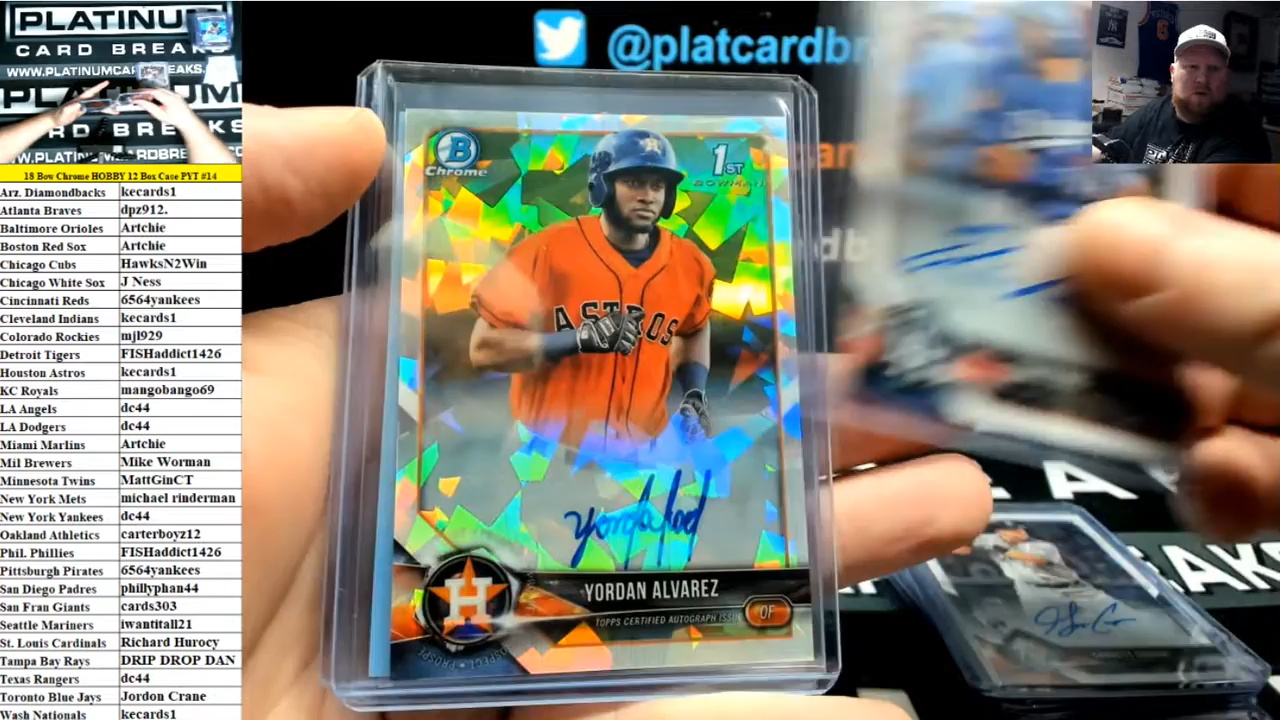 PLATINUM
CARD BREAKS
WWW.PLATINUMCARDBREAKS.
PLATINUM
RD BREAKS
18 Bow Chrome HOBBY 12 Box Case PYT #14
Arz. Diamondbacks kecards1
Atlanta Braves dpz912.
Baltimore Orioles Artchie
Boston Red Sox Artchie
Chicago Cubs HawksN2Win
Chicago White Sox J Ness
Cincinnati Reds 6564yankees
Cleveland Indians kecards1
Colorado Rockies mjl929
Detroit Tigers FISHaddict1426
Houston Astros kecards1
KC Royals mangobango69
LA Angels dc44
LA Dodgers dc44
Miami Marlins Artchie
Mil Brewers Mike Worman
Minnesota Twins MattGinCT
New York Mets michael rinderman
New York Yankees dc44
Oakland Athletics carterboyz12
Phil. Phillies FISHaddict1426
Pittsburgh Pirates 6564yankees
San Diego Padres phillyphan44
San Fran Giants cards303
Seattle Mariners iwantitall21
St. Louis Cardinals Richard Hurocy
Tampa Bay Rays DRIP DROP DAN
Texas Rangers dc44
Toronto Blue Jays Jordon Crane
Wash Nationals kecards1
@platcardbr
B
Chrome
1ST
BOWMAN
ASTROS
H
YORDAN ALVAREZ
TOPPS CERTIFIED AUTOGRAPH ISSU
OF